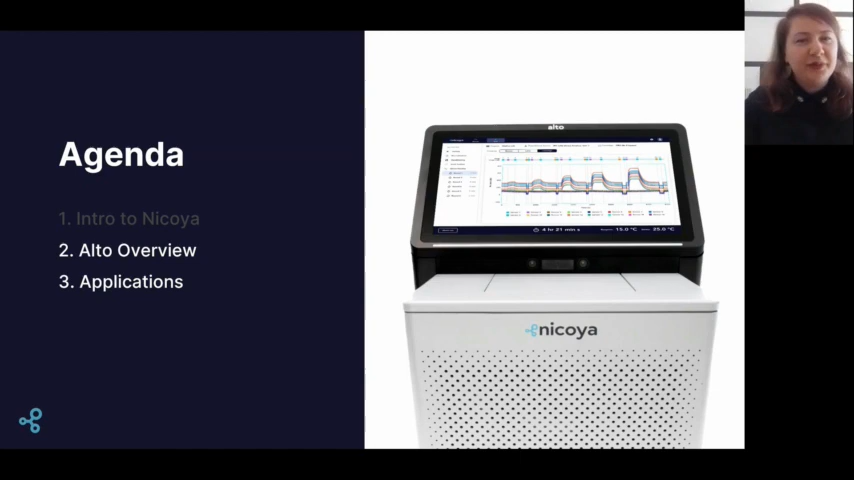 Agenda
1. Intro to Nicoya
2. Alto Overview
3. Applications
alto
4 hr 21 min s
15.0 °C
25.0 °C
nicoya